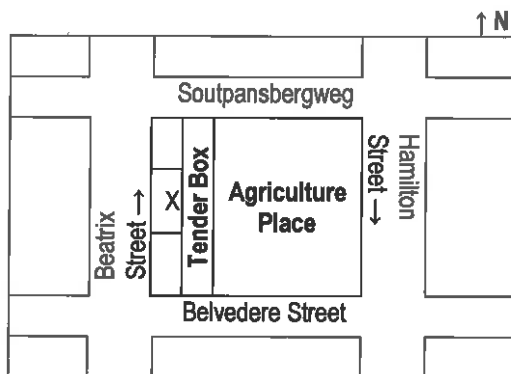 ↑ N
Soutpansbergweg
Beatrix
Street →
X
Tender Box
Agriculture
Place
Hamilton
Street →
Belvedere Street